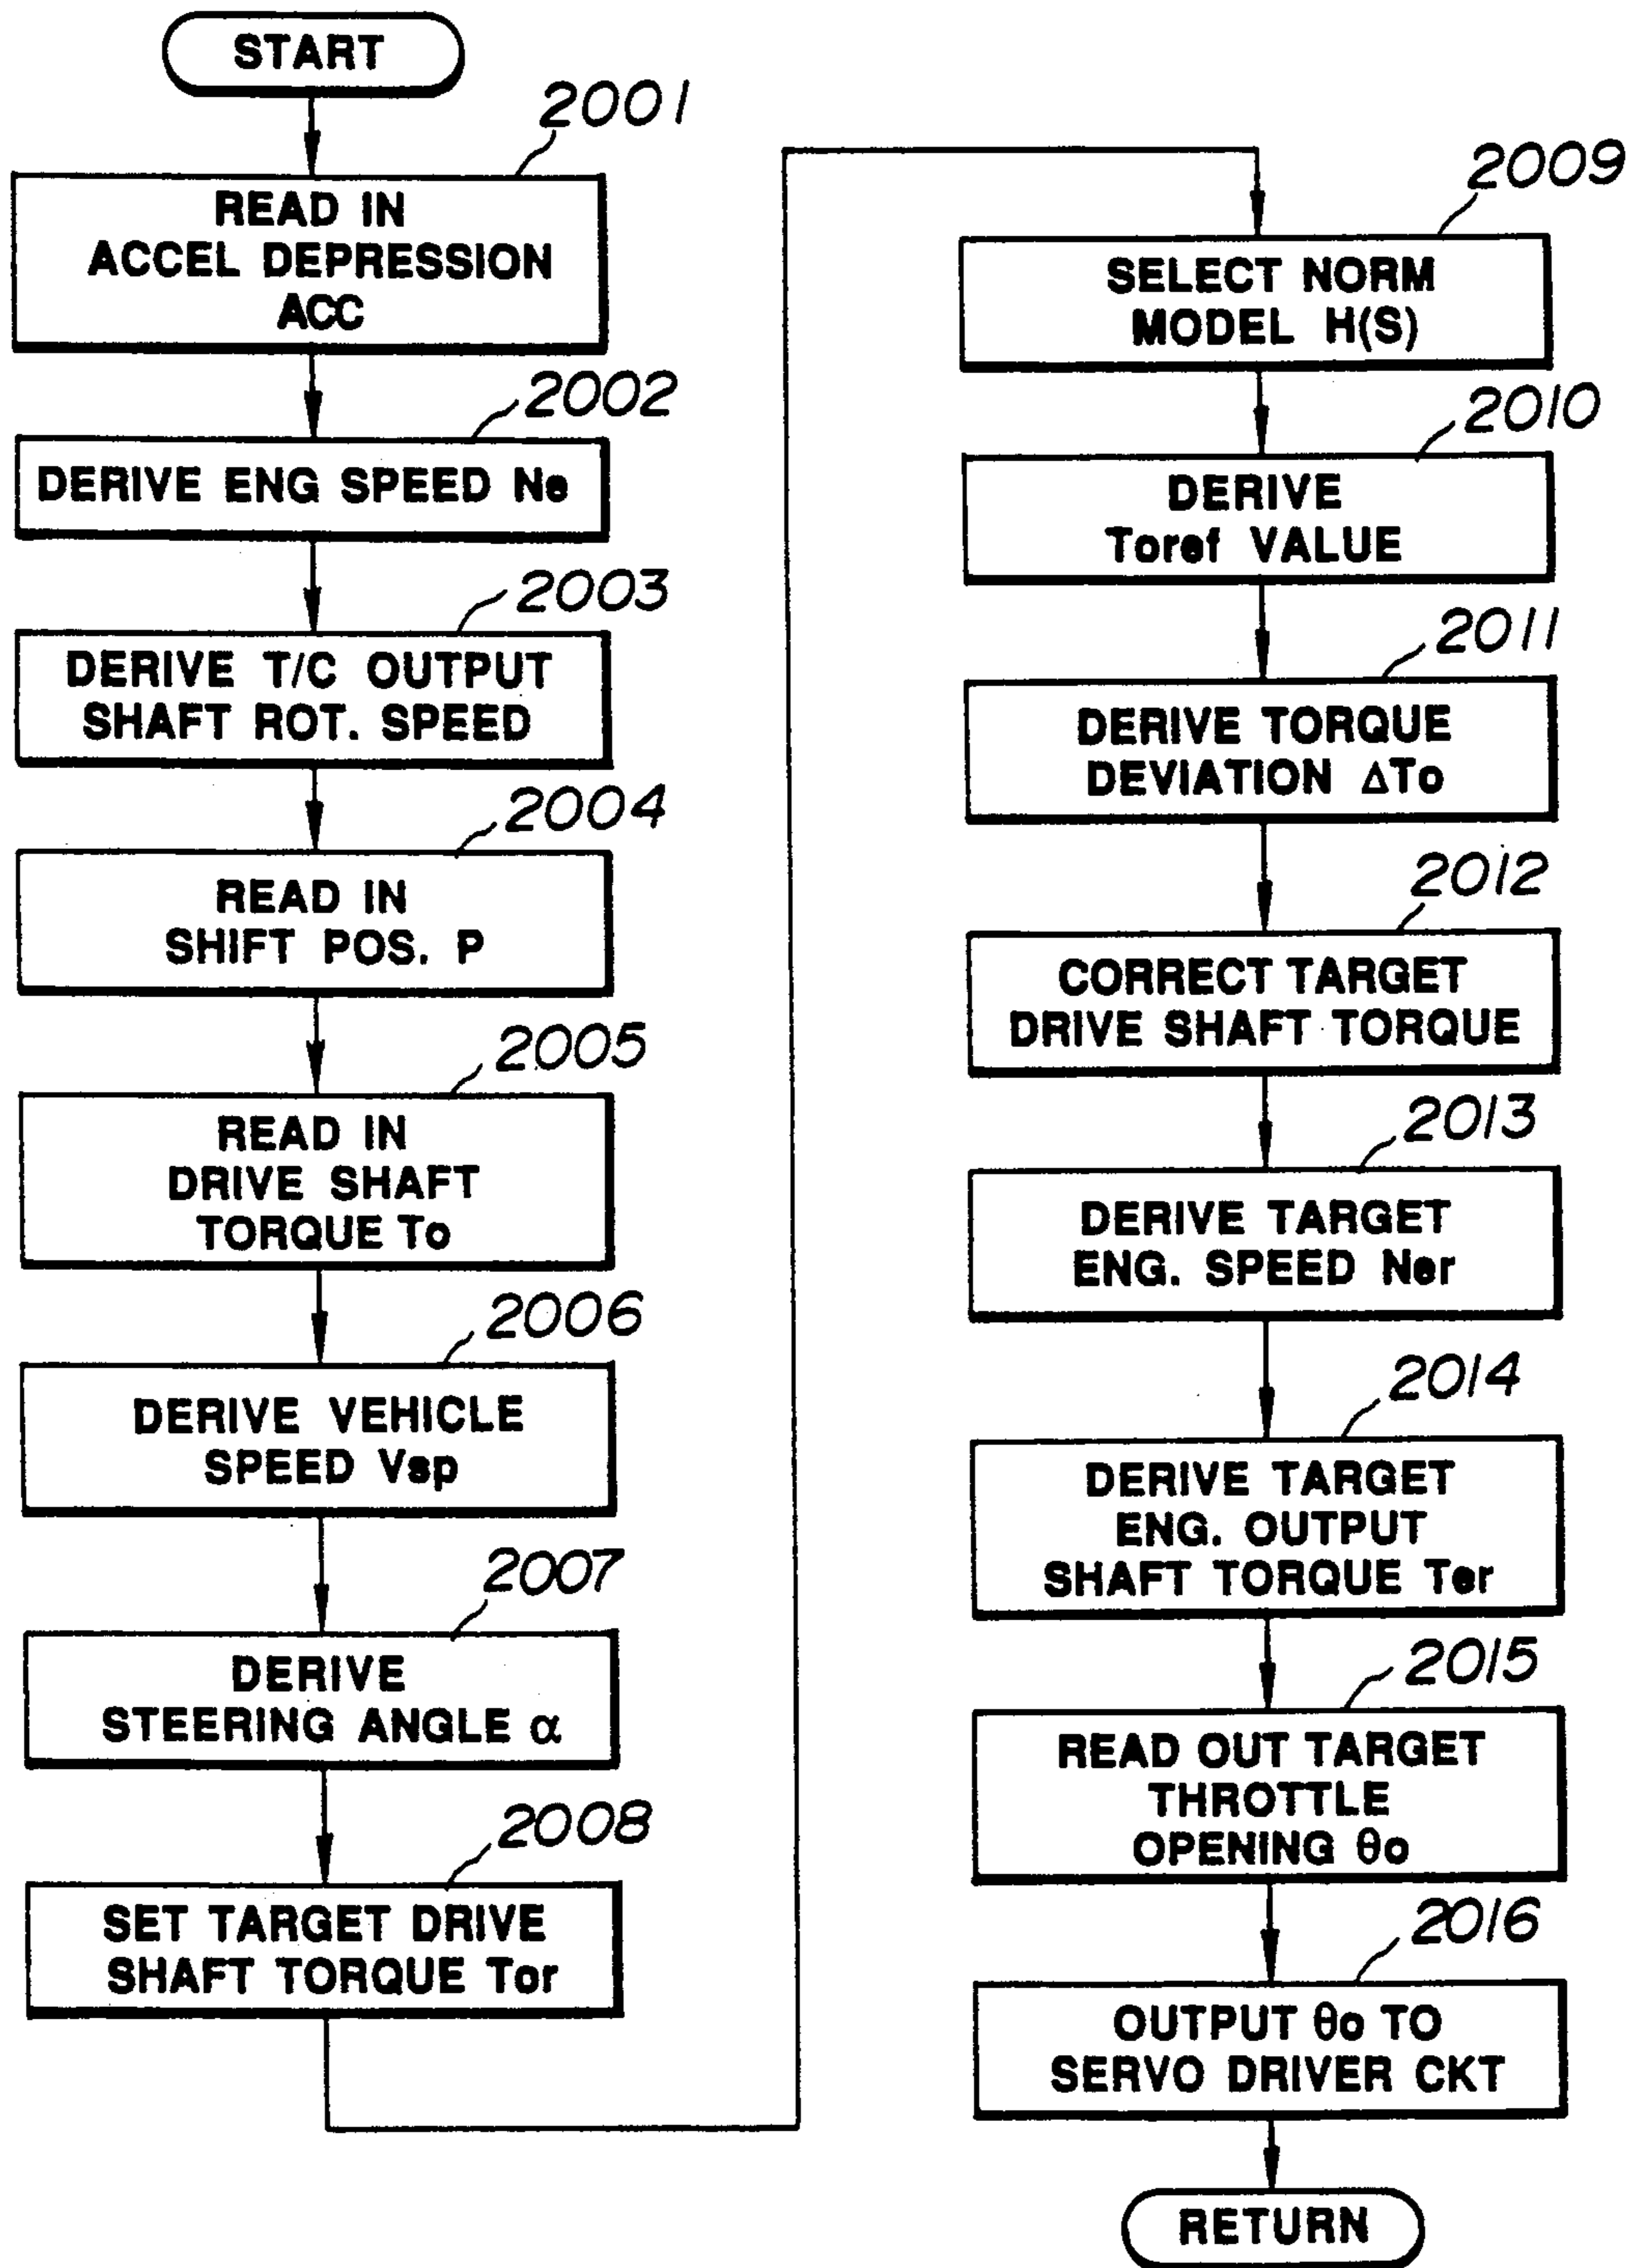 START
2001
READ IN
ACCEL DEPRESSION
ACC
2002
DERIVE ENG SPEED Ne
2003
DERIVE T/C OUTPUT
SHAFT ROT. SPEED
2004
READ IN
SHIFT POS. P
2005
READ IN
DRIVE SHAFT
TORQUE To
2006
DERIVE VEHICLE
SPEED Vsp
2007
DERIVE
STEERING ANGLE α
2008
SET TARGET DRIVE
SHAFT TORQUE Tor
2009
SELECT NORM
MODEL H(S)
2010
DERIVE
Toref VALUE
2011
DERIVE TORQUE
DEVIATION ΔTo
2012
CORRECT TARGET
DRIVE SHAFT TORQUE
2013
DERIVE TARGET
ENG. SPEED Ner
2014
DERIVE TARGET
ENG. OUTPUT
SHAFT TORQUE Ter
2015
READ OUT TARGET
THROTTLE
OPENING θo
2016
OUTPUT θo TO
SERVO DRIVER CKT
RETURN